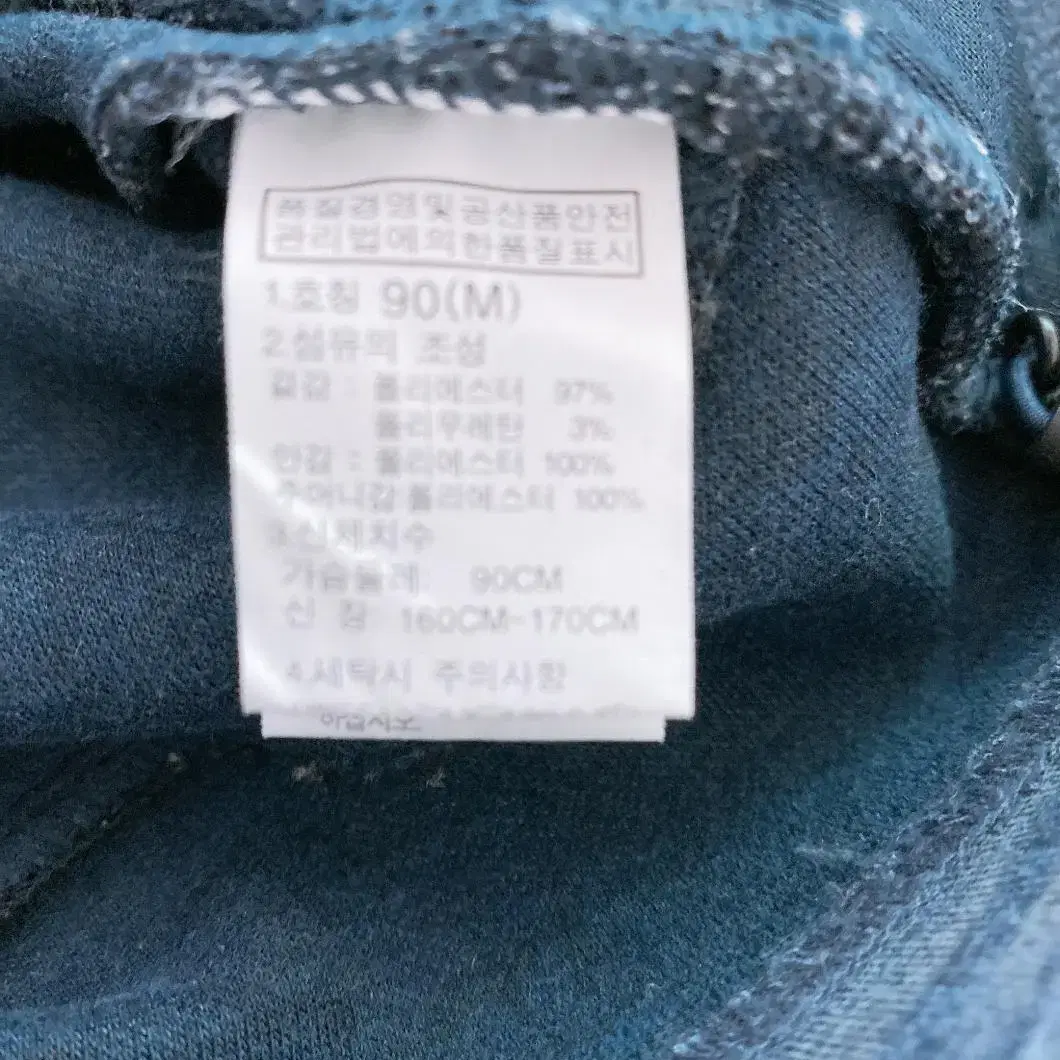 품질경영및공산품안전
관리법에의한품질표시
1.호칭 90(M)
2.섬유의 조성
겉감 : 폴리에스터 97%
폴리우레탄 3%
안감 : 폴리에스터 100%
주머니감:폴리에스터 100%
3.신체치수
가슴둘레 90CM
신 장 160CM-170CM
4.세탁시 주의사항
하십시오